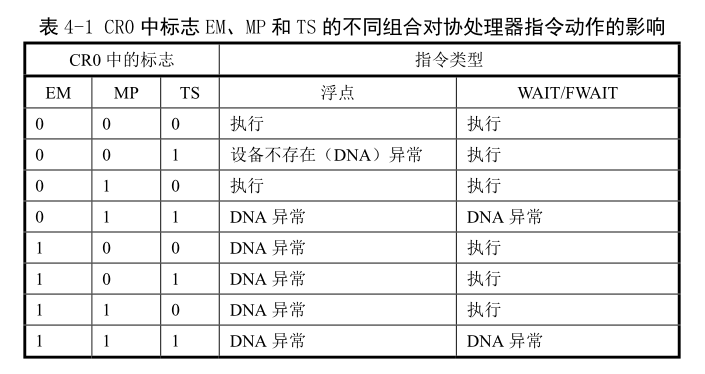 表 4-1 CR0 中标志 EM、MP 和 TS 的不同组合对协处理器指令动作的影响
CR0 中的标志 指令类型
EM MP TS 浮点 WAIT/FWAIT
0 0 0 执行 执行
0 0 1 设备不存在（DNA）异常 执行
0 1 0 执行 执行
0 1 1 DNA 异常 DNA 异常
1 0 0 DNA 异常 执行
1 0 1 DNA 异常 执行
1 1 0 DNA 异常 执行
1 1 1 DNA 异常 DNA 异常